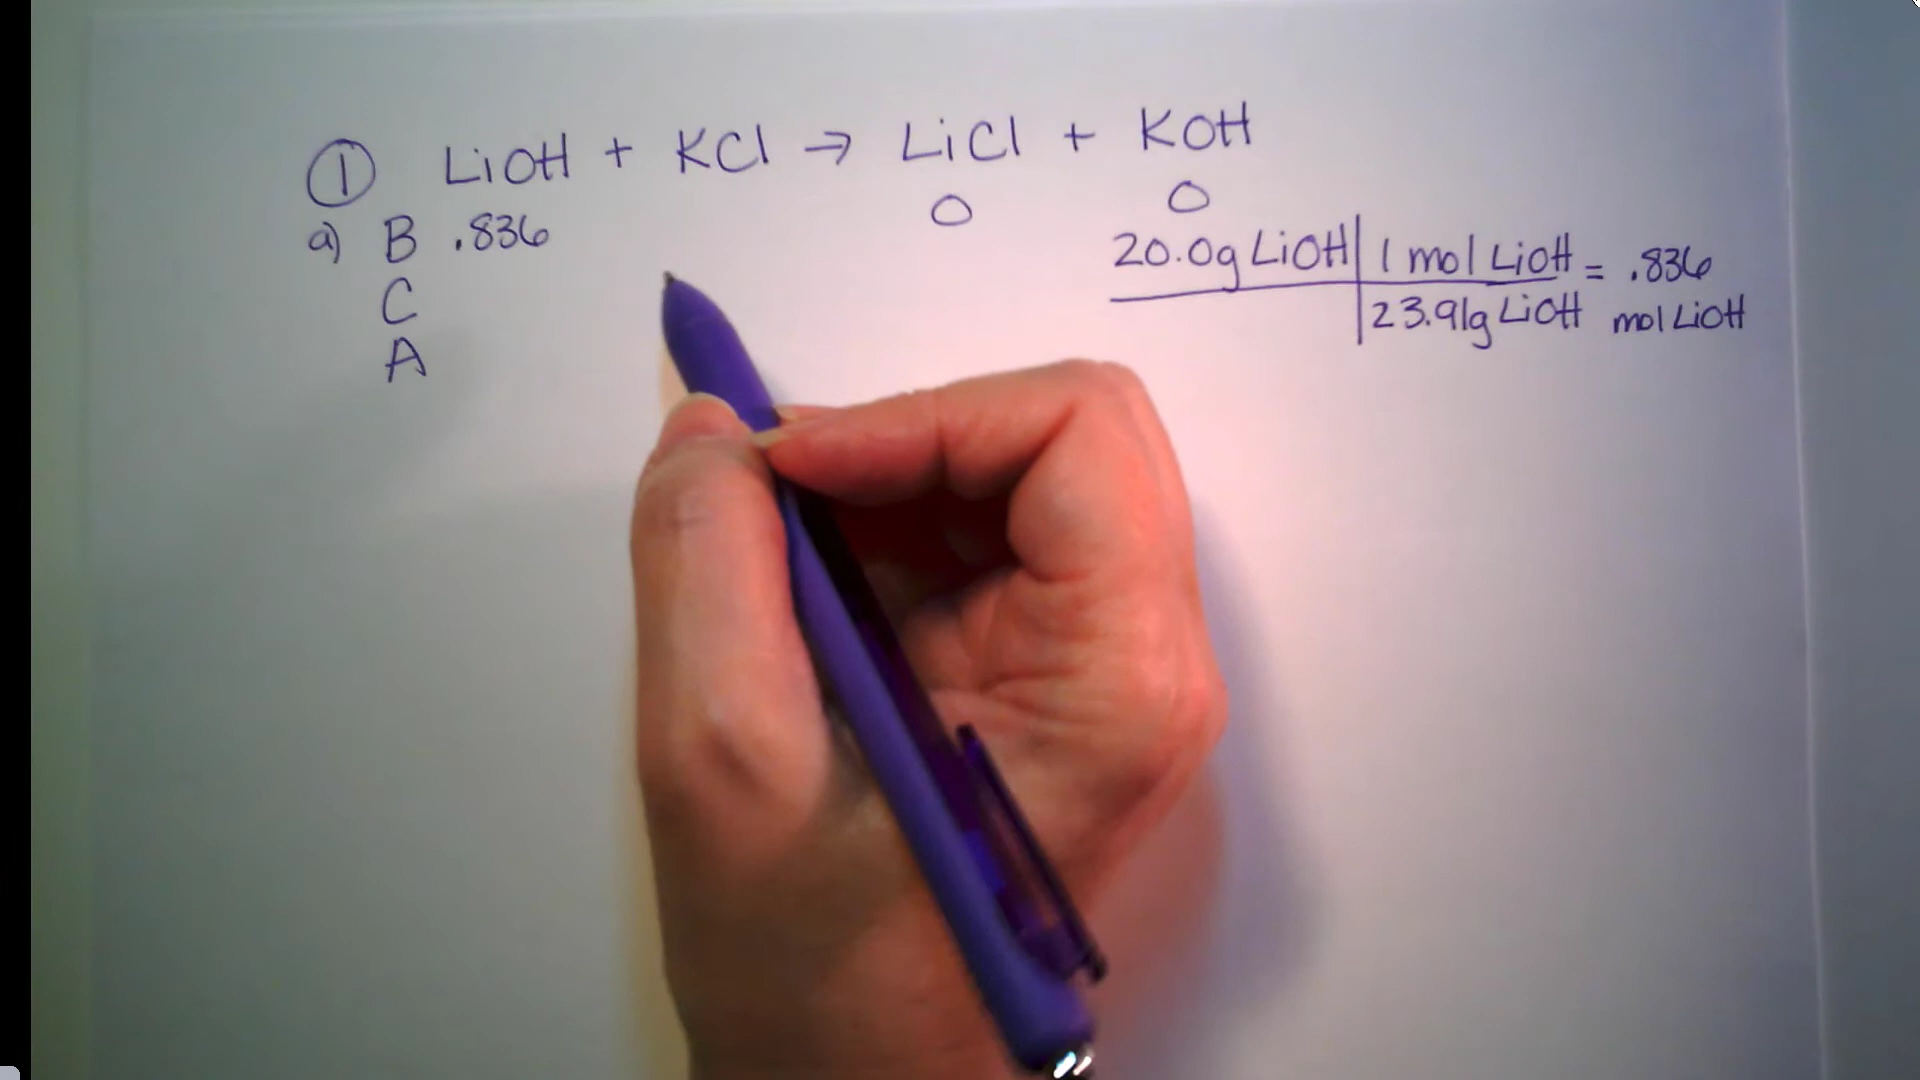 ① LiOH + KCl → LiCl + KOH
a) B .836 0 0
C
A
20.0g LiOH | 1 mol LiOH = .836
23.91g LiOH mol LiOH